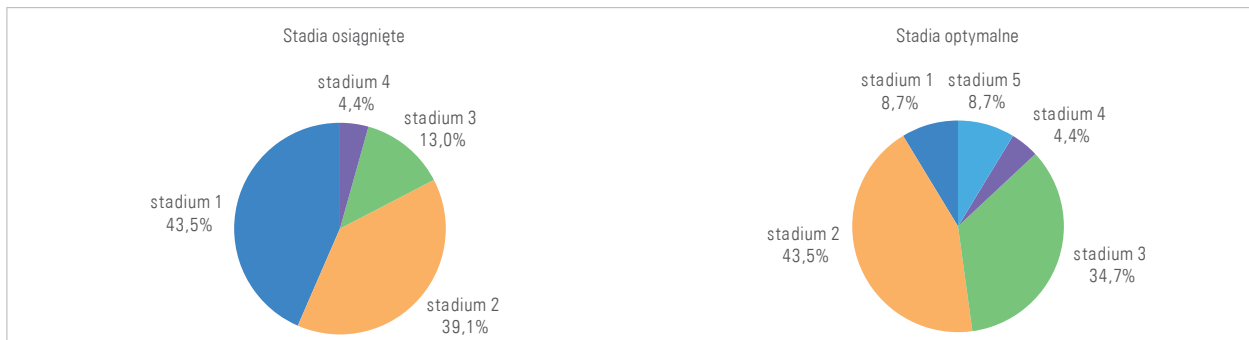 Stadia osiągnięte
stadium 4
4,4%
stadium 3
13,0%
stadium 1
43,5%
stadium 2
39,1%
Stadia optymalne
stadium 1
8,7%
stadium 5
8,7%
stadium 4
4,4%
stadium 2
43,5%
stadium 3
34,7%